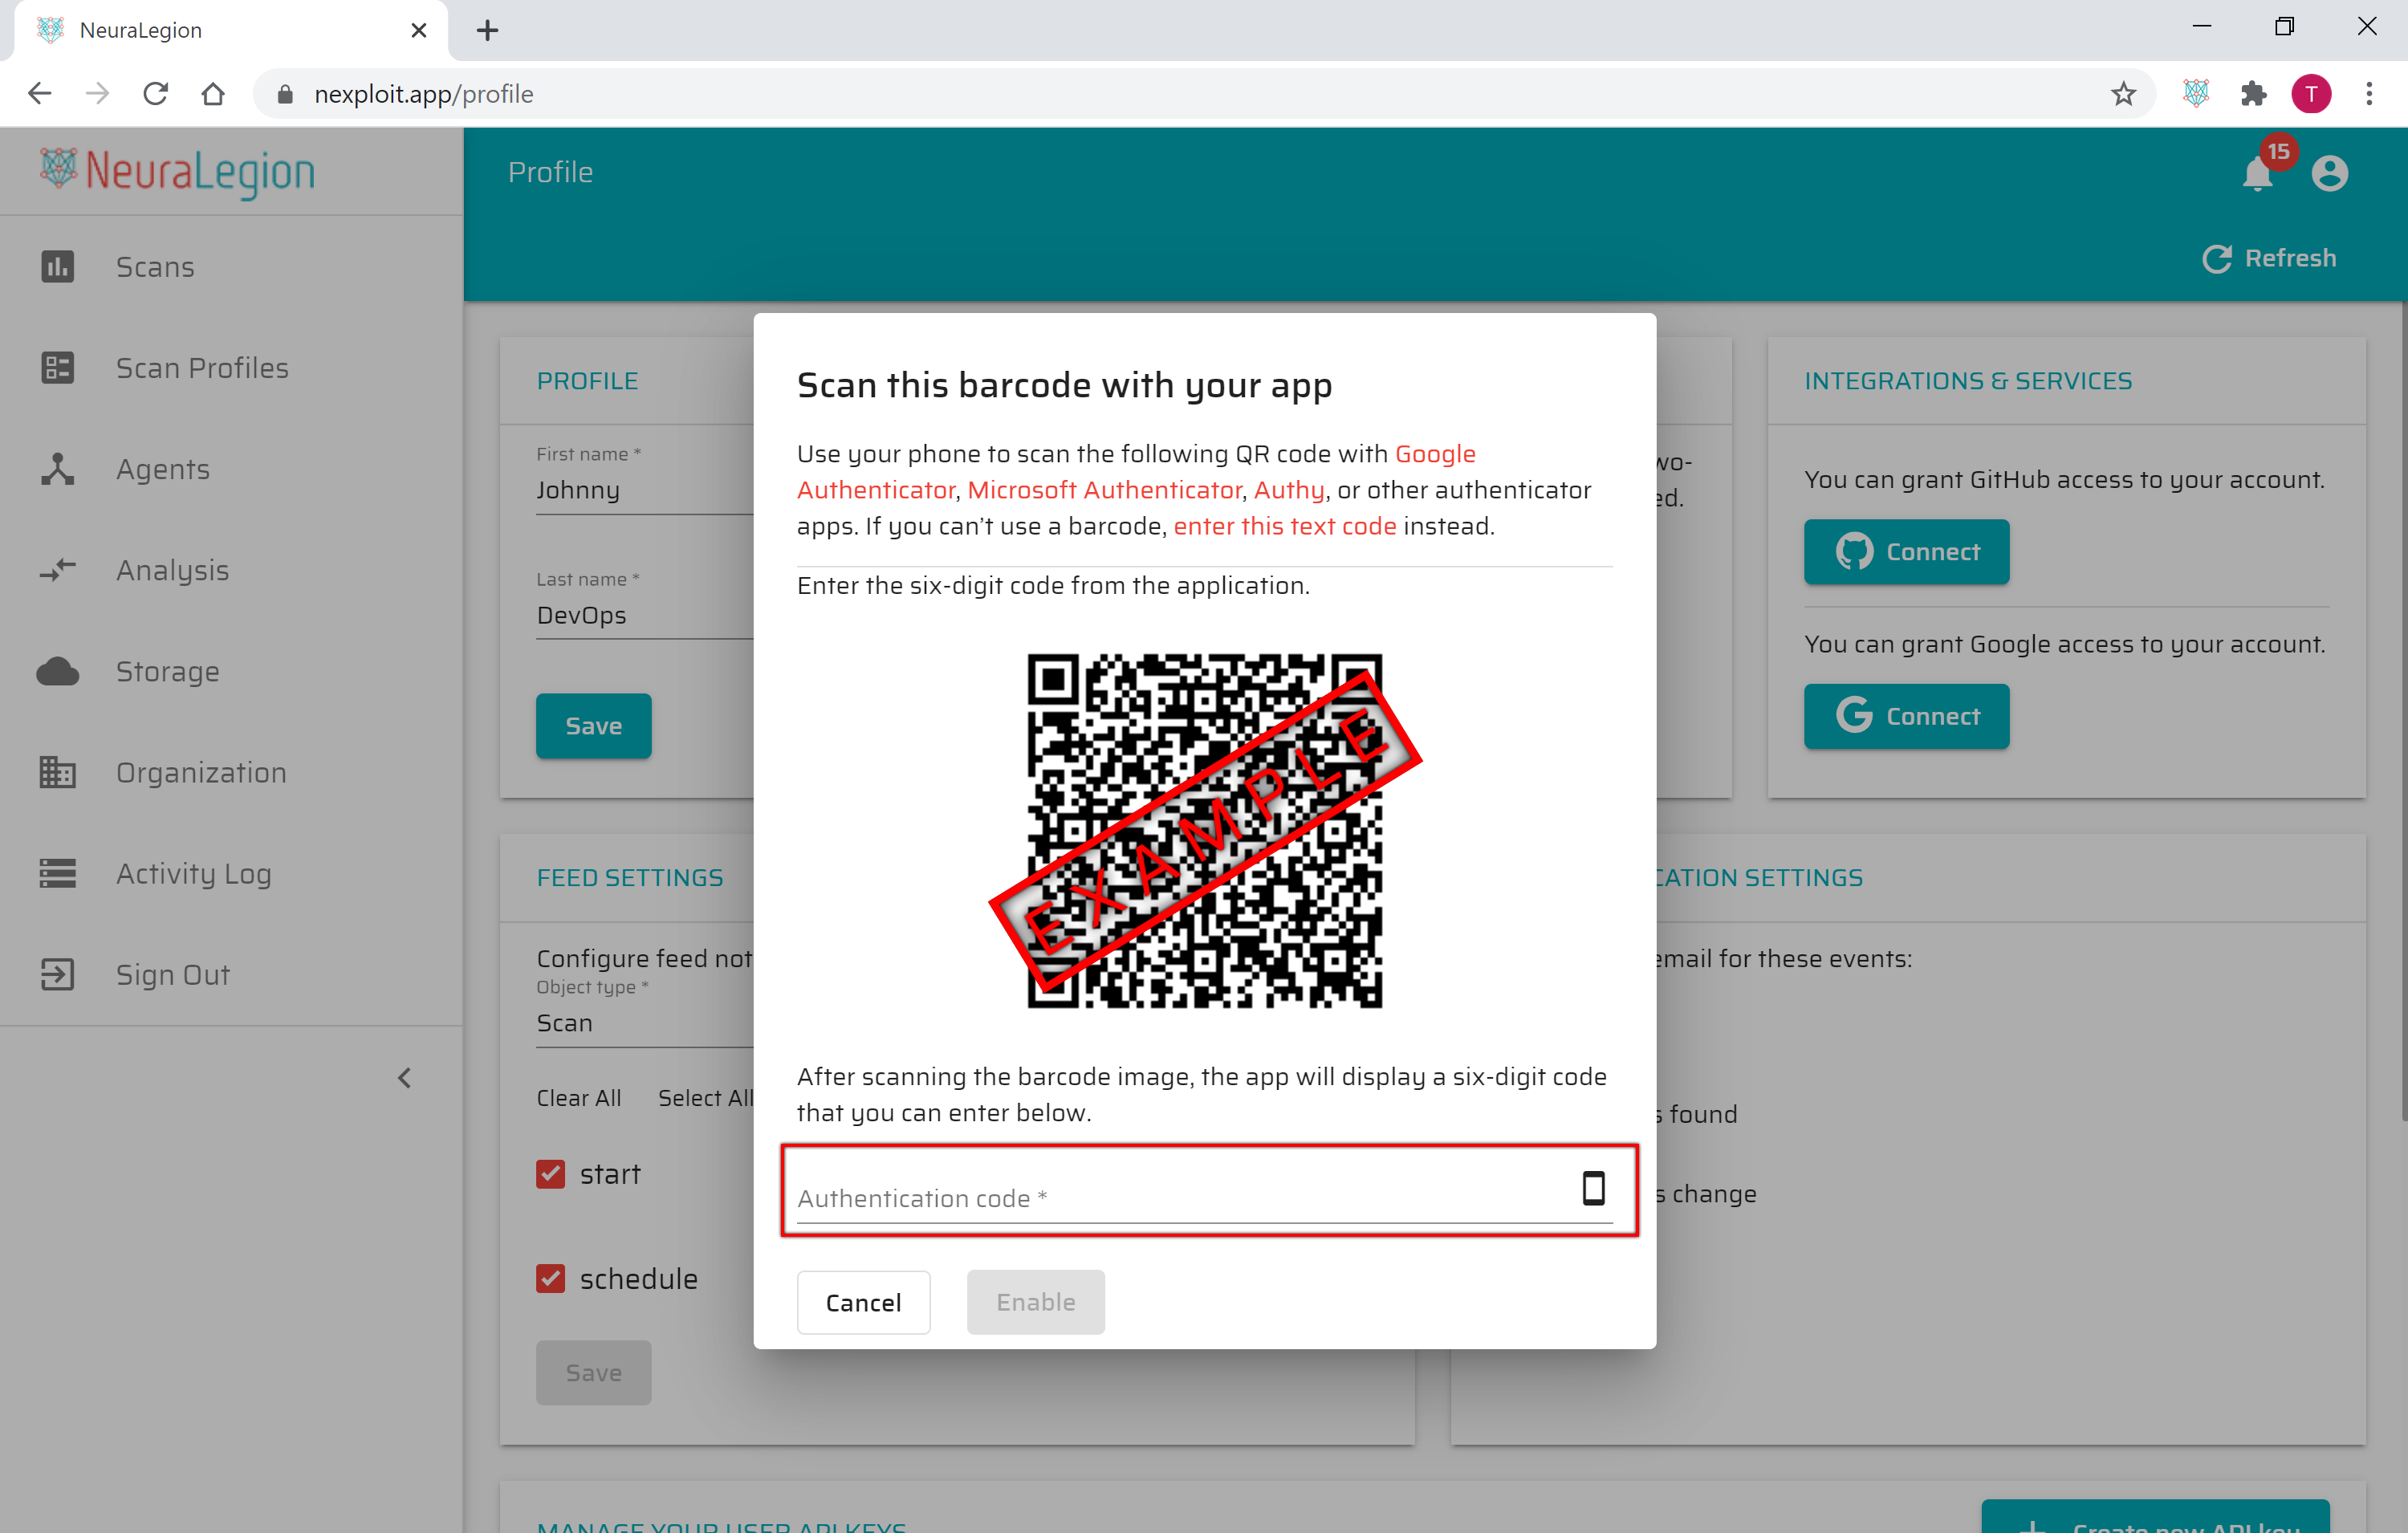 NeuraLegion
nexploit.app/profile
T
NeuraLegion
Profile
15
Refresh
Scans
Scan Profiles
Agents
Analysis
Storage
Organization
Activity Log
Sign Out
PROFILE
First name *
Johnny
Last name *
DevOps
Save
INTEGRATIONS & SERVICES
You can grant GitHub access to your account.
Connect
You can grant Google access to your account.
Connect
FEED SETTINGS
Configure feed not
Object type *
Scan
Clear All Select All
start
schedule
Save
CATION SETTINGS
email for these events:
s found
s change
Scan this barcode with your app
Use your phone to scan the following QR code with Google
Authenticator, Microsoft Authenticator, Authy, or other authenticator
apps. If you can't use a barcode, enter this text code instead.
Enter the six-digit code from the application.
EXAMPLE
After scanning the barcode image, the app will display a six-digit code
that you can enter below.
Authentication code *
Cancel
Enable
MANAGE YOUR USER API KEYS
Create new API key